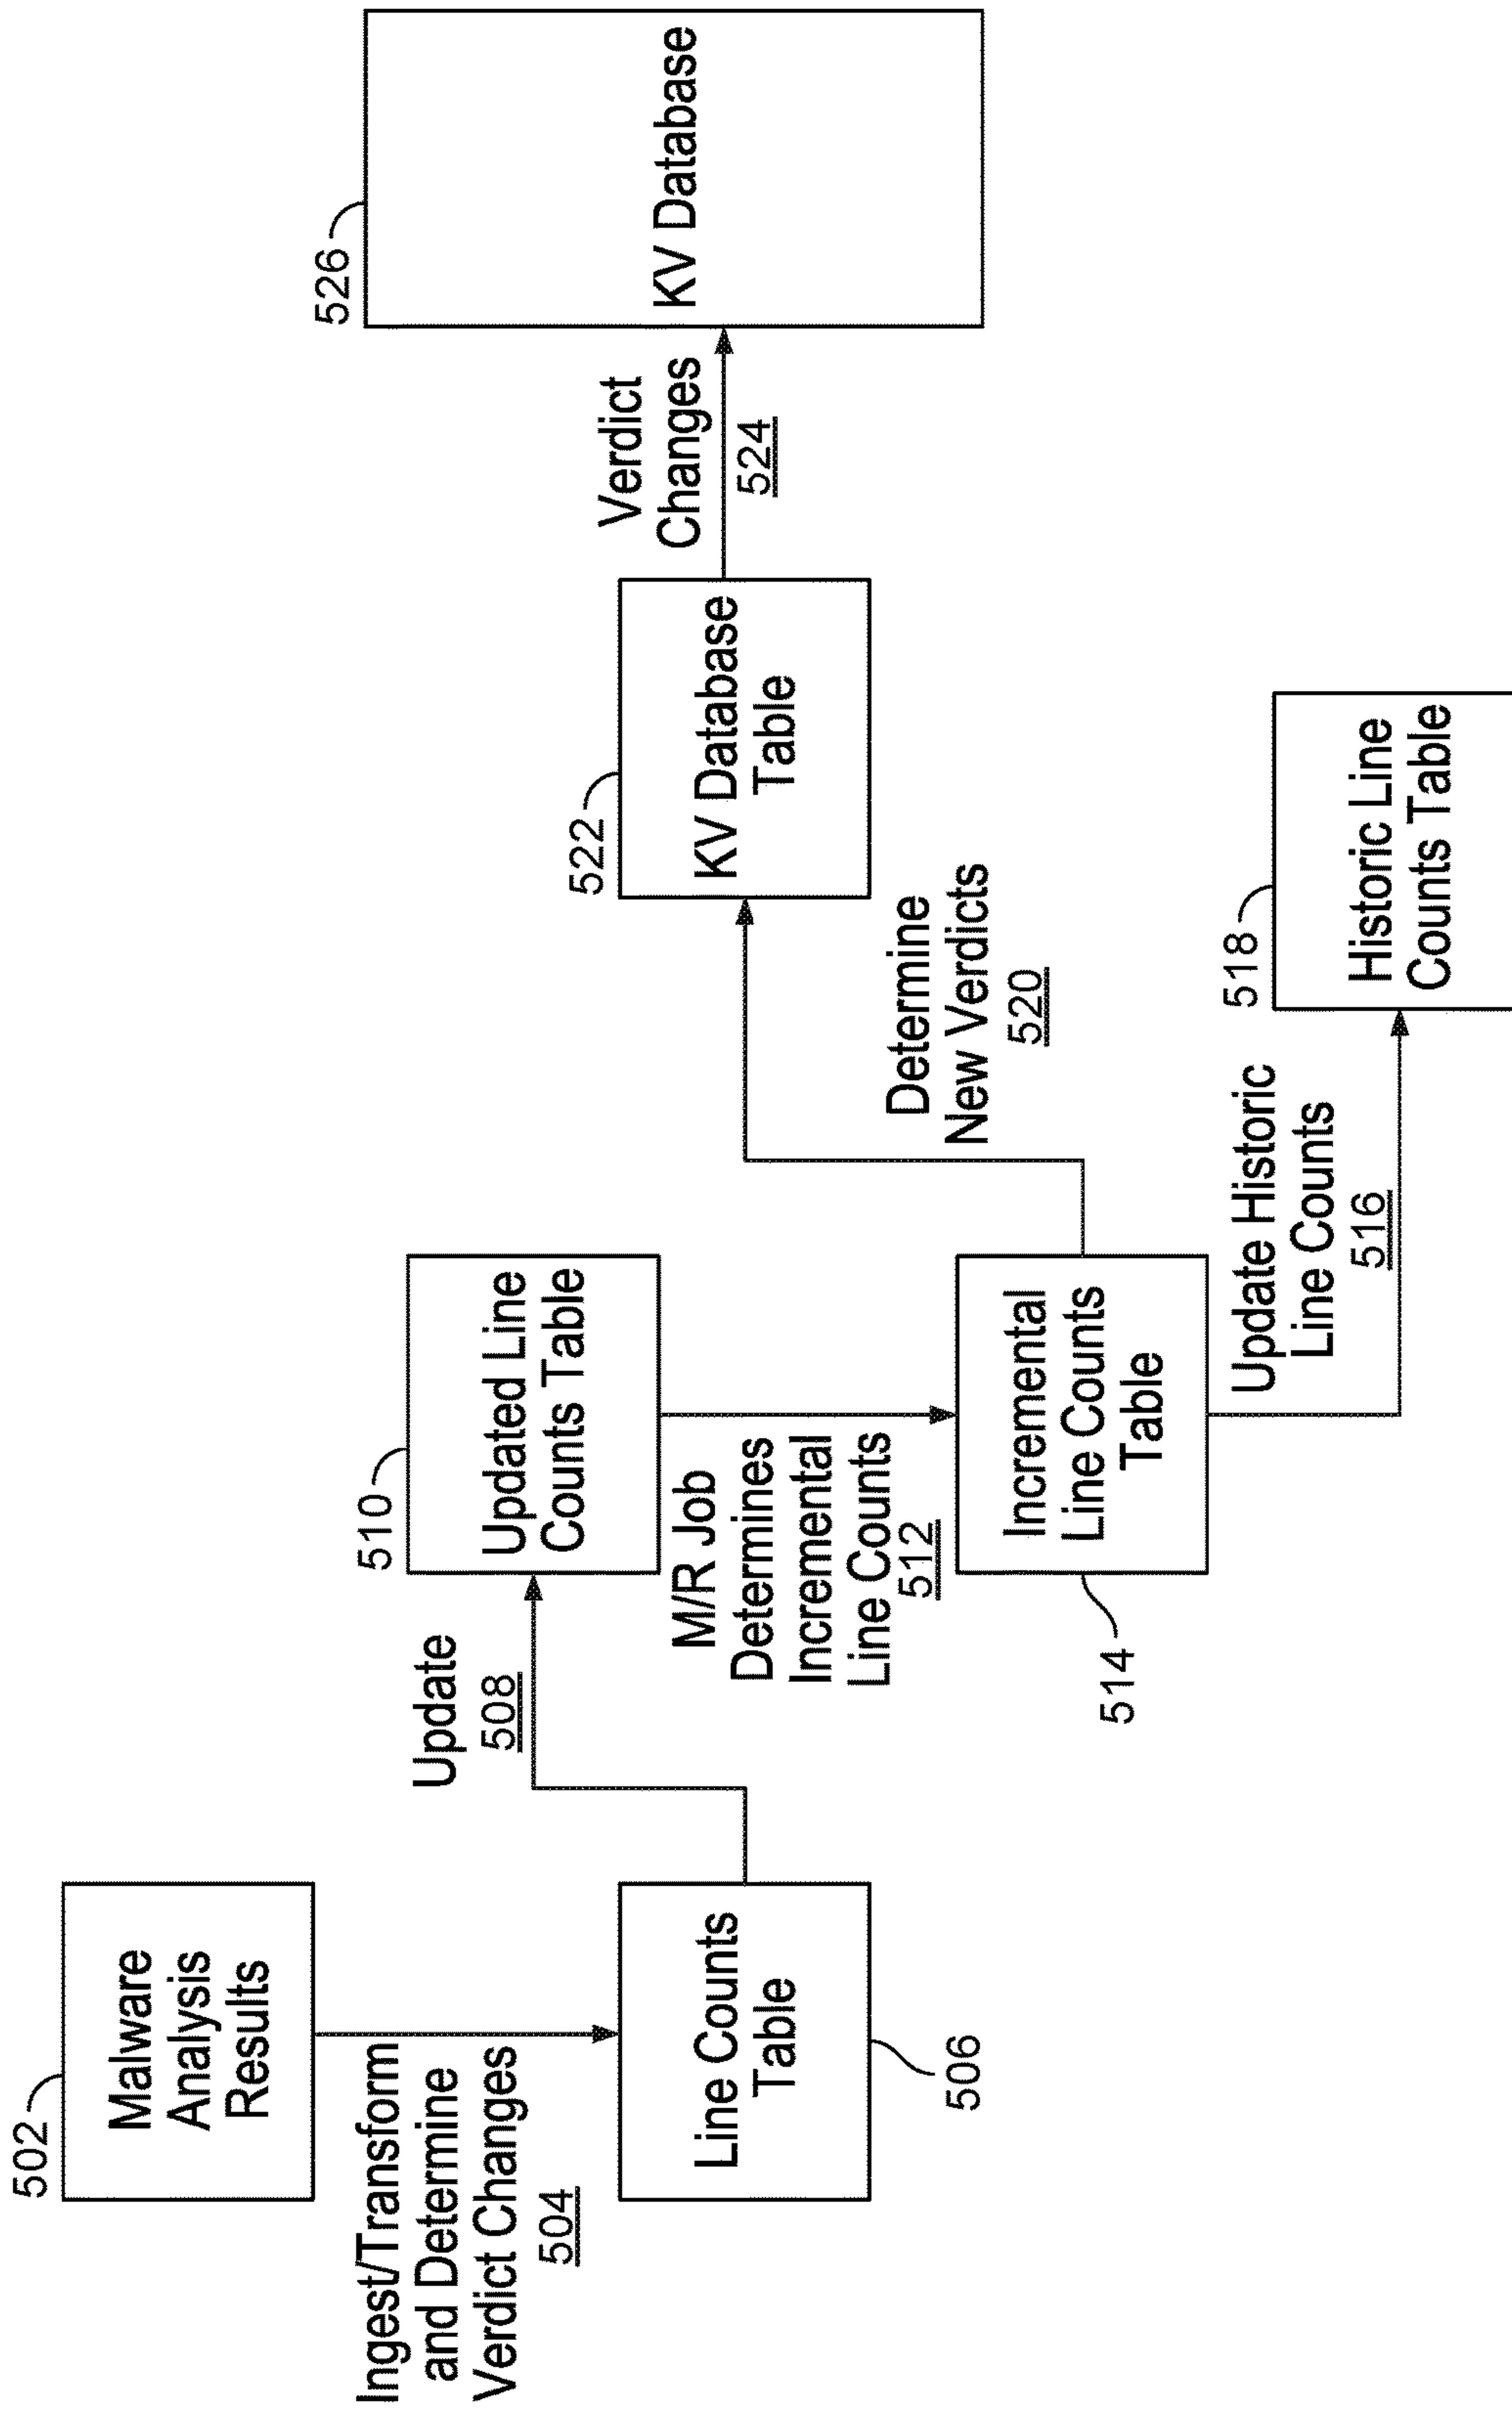 502
Malware
Analysis
Results
Ingest/Transform
and Determine
Verdict Changes
504
Line Counts
Table
506
Update
508
510
Updated Line
Counts Table
M/R Job
Determines
Incremental
Line Counts
512
Incremental
Line Counts
Table
514
Update Historic
Line Counts
516
518
Historic Line
Counts Table
Determine
New Verdicts
520
522
KV Database
Table
Verdict
Changes
524
526
KV Database